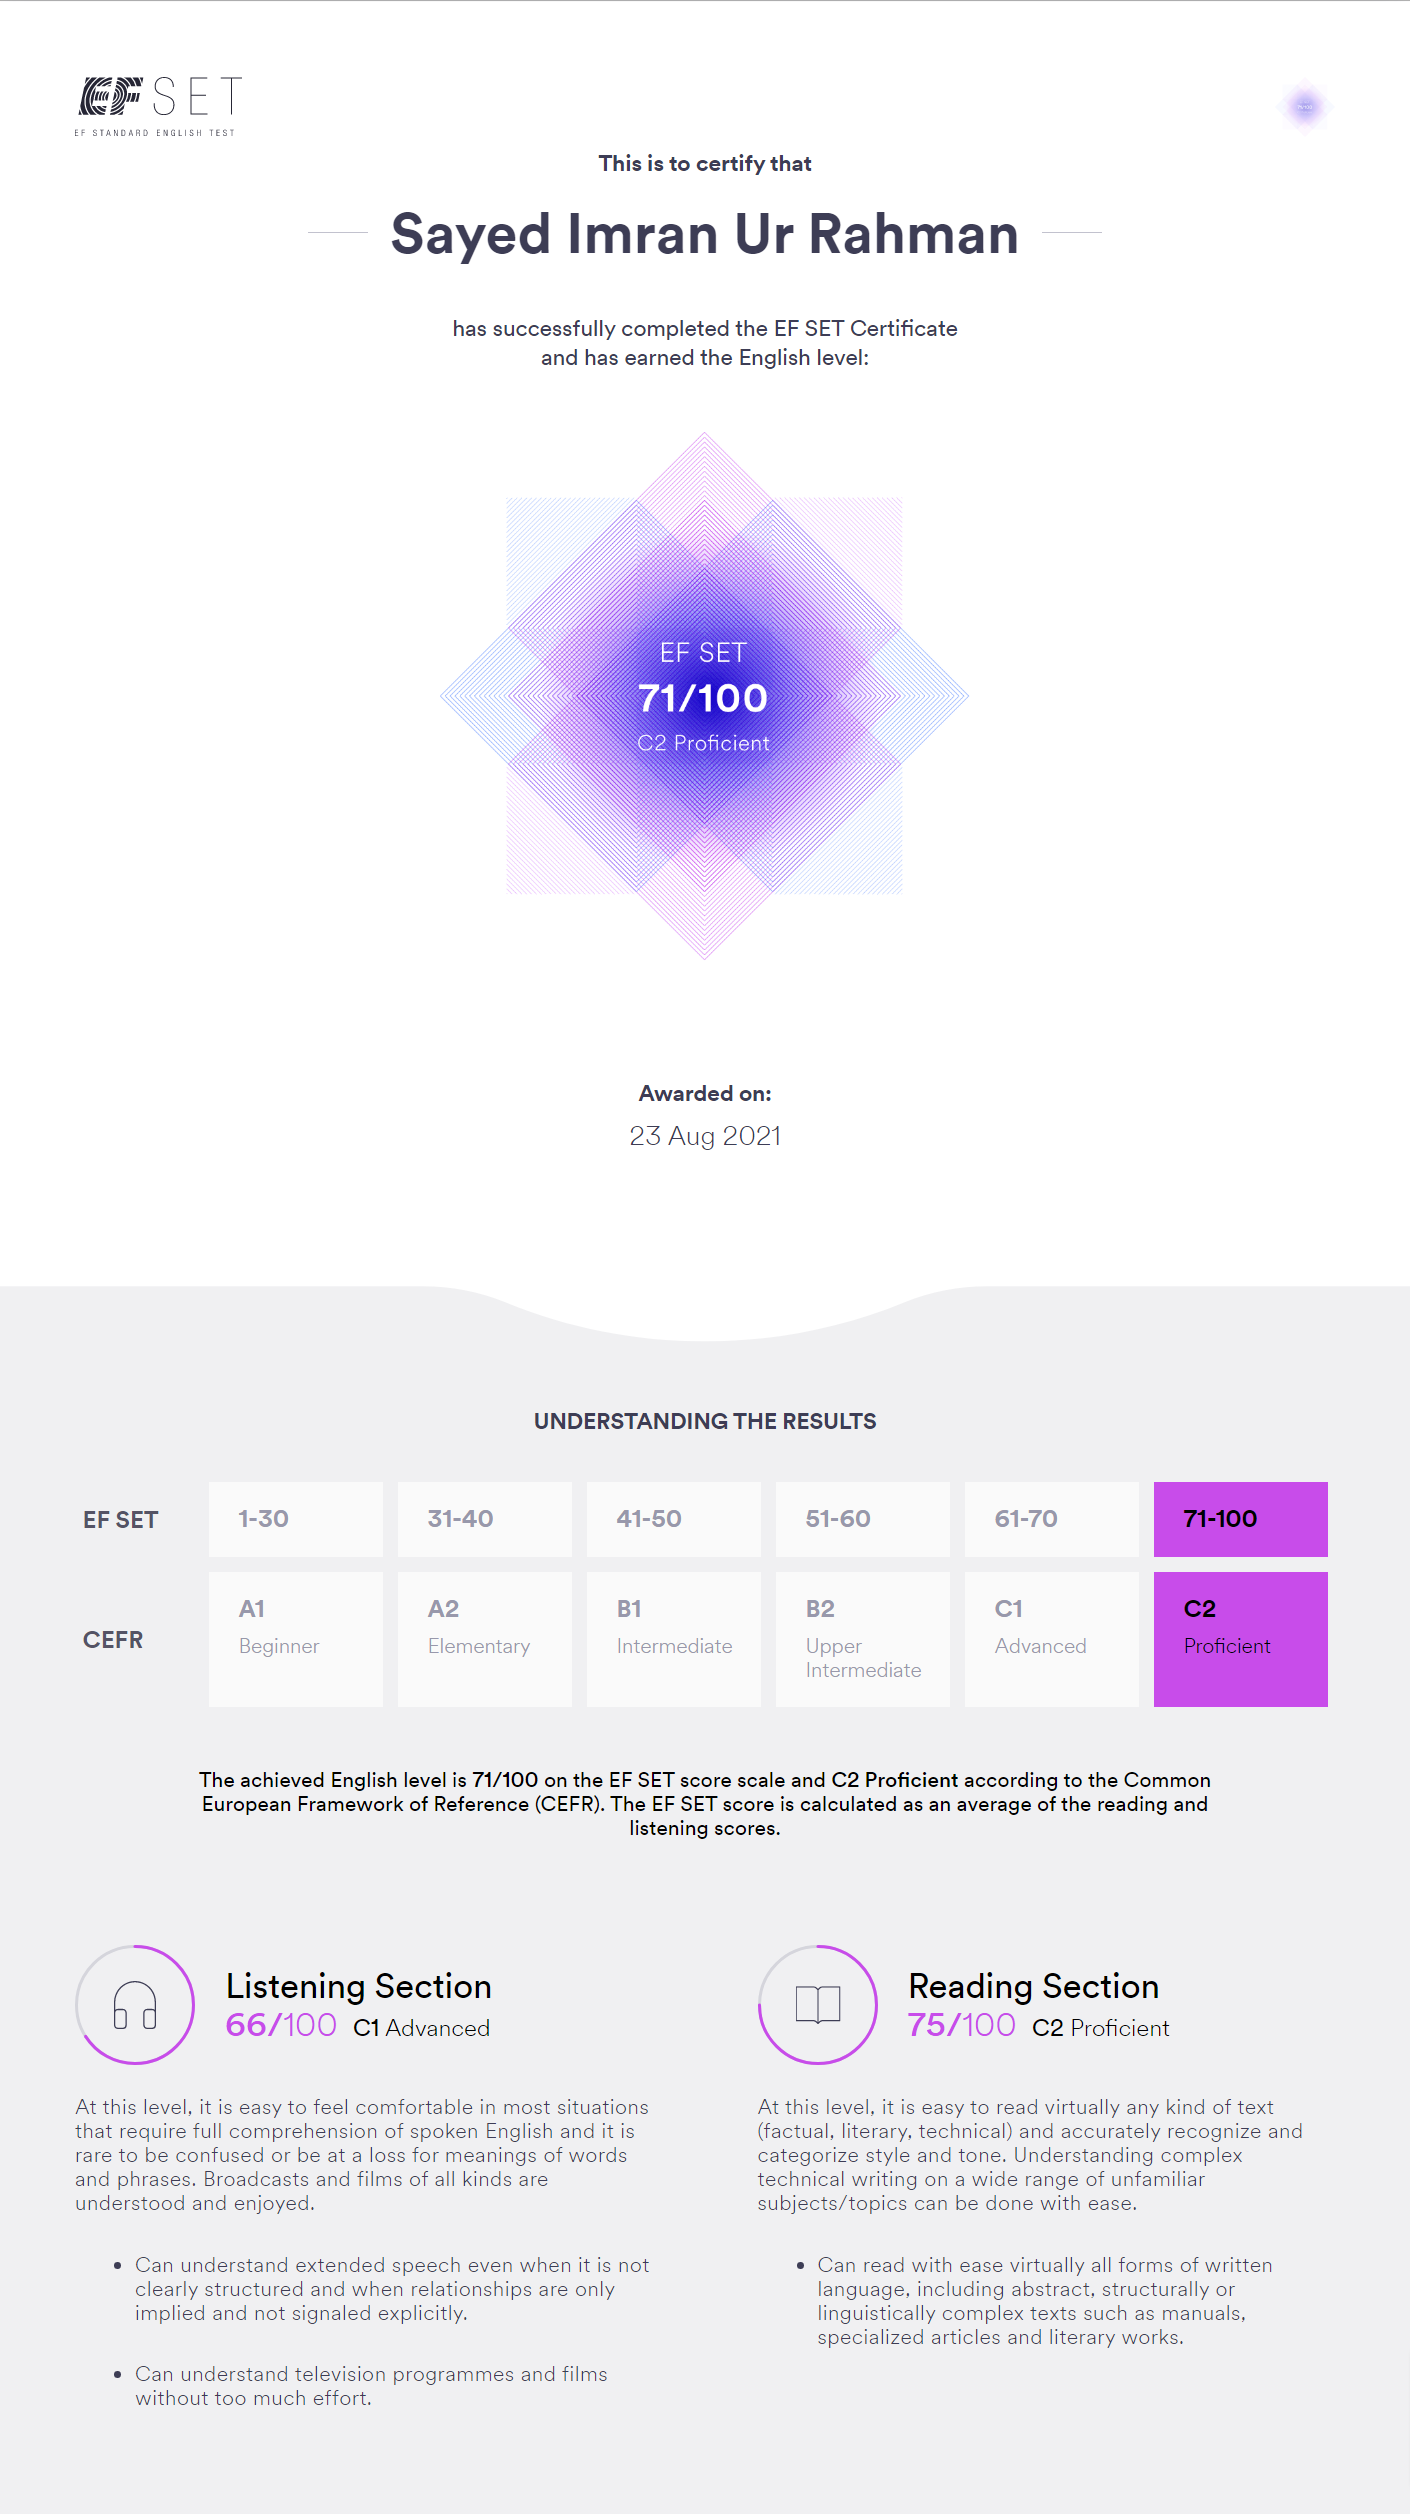 EF SET
EF STANDARD ENGLISH TEST
This is to certify that
Sayed Imran Ur Rahman
has successfully completed the EF SET Certificate
and has earned the English level:
EF SET
71/100
C2 Proficient
Awarded on:
23 Aug 2021
UNDERSTANDING THE RESULTS
EF SET 1-30 31-40 41-50 51-60 61-70 71-100
CEFR
A1 A2 B1 B2 C1 C2
Beginner Elementary Intermediate Upper Advanced Proficient
Intermediate
The achieved English level is 71/100 on the EF SET score scale and C2 Proficient according to the Common
European Framework of Reference (CEFR). The EF SET score is calculated as an average of the reading and
listening scores.
Listening Section
66/100 C1 Advanced
At this level, it is easy to feel comfortable in most situations
that require full comprehension of spoken English and it is
rare to be confused or be at a loss for meanings of words
and phrases. Broadcasts and films of all kinds are
understood and enjoyed.
• Can understand extended speech even when it is not
clearly structured and when relationships are only
implied and not signaled explicitly.
• Can understand television programmes and films
without too much effort.
Reading Section
75/100 C2 Proficient
At this level, it is easy to read virtually any kind of text
(factual, literary, technical) and accurately recognize and
categorize style and tone. Understanding complex
technical writing on a wide range of unfamiliar
subjects/topics can be done with ease.
• Can read with ease virtually all forms of written
language, including abstract, structurally or
linguistically complex texts such as manuals,
specialized articles and literary works.